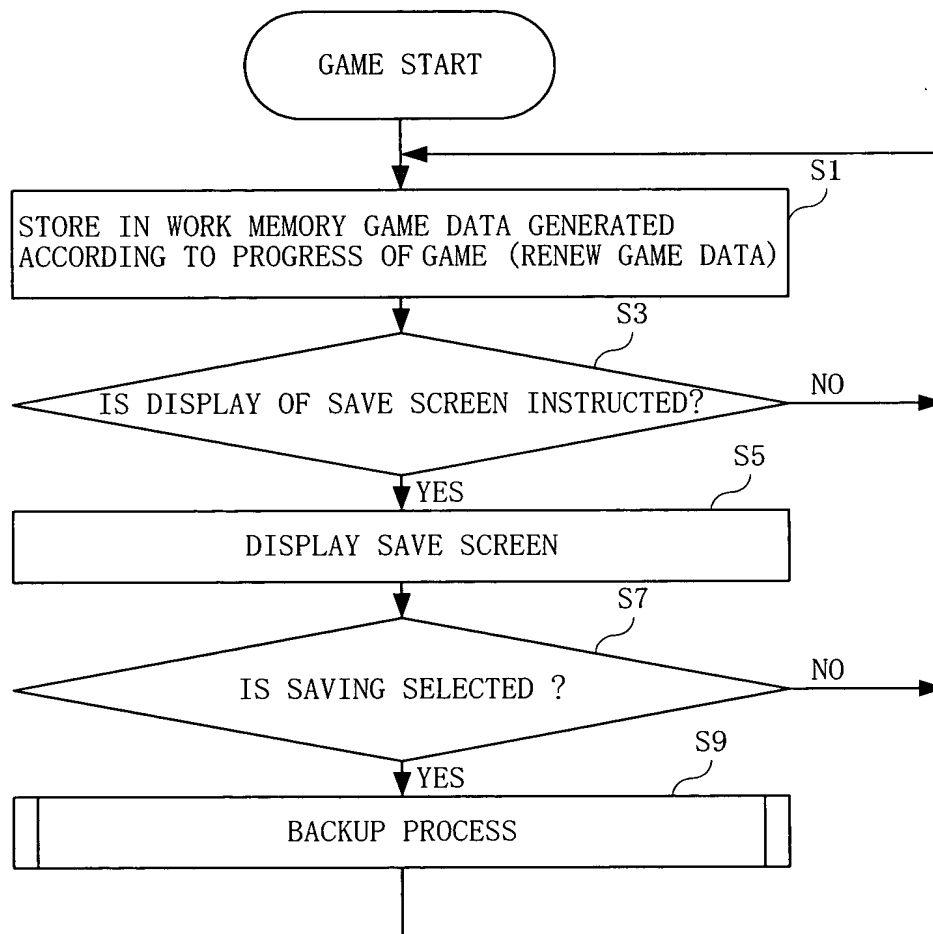 GAME START
S1
STORE IN WORK MEMORY GAME DATA GENERATED
ACCORDING TO PROGRESS OF GAME (RENEW GAME DATA)
S3
IS DISPLAY OF SAVE SCREEN INSTRUCTED?
NO
YES
S5
DISPLAY SAVE SCREEN
S7
IS SAVING SELECTED ?
NO
YES
S9
BACKUP PROCESS